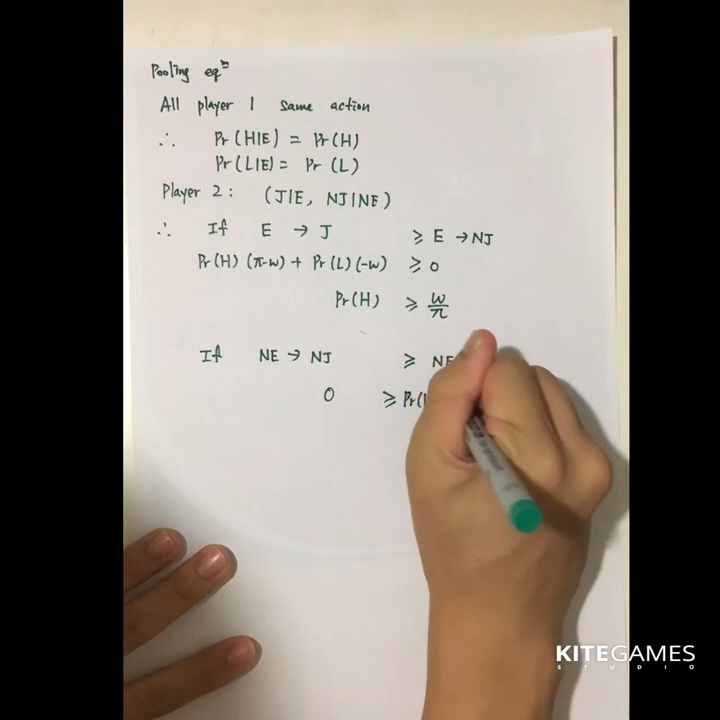 Pooling eqᵐ
All player 1 same action
∴ Pr(H|E) = Pr(H)
Pr(L|E) = Pr(L)
Player 2: (J|E, NJ|NE)
∴ If E → J ⩾ E → NJ
Pr(H)(π-w) + Pr(L)(-w) ⩾ 0
Pr(H) ⩾ w/π
If NE → NJ ⩾ NE
0 ⩾ Pr(
KITEGAMES
STUDIO